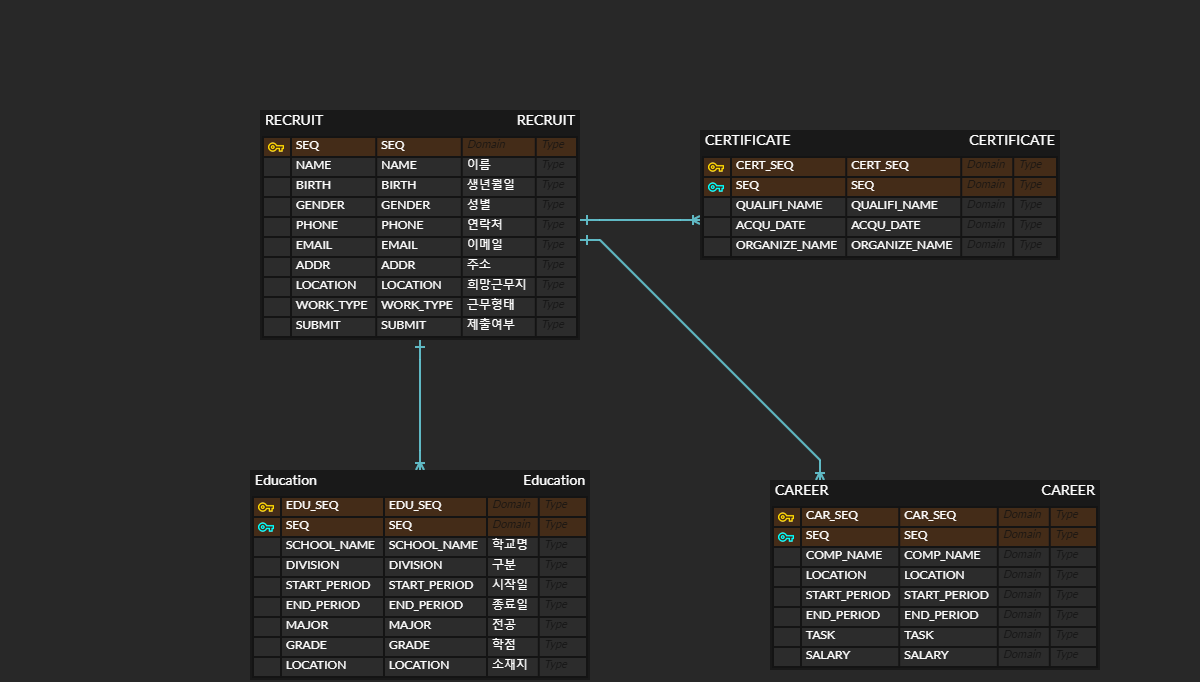 RECRUIT RECRUIT
SEQ SEQ Domain Type
NAME NAME 이름 Type
BIRTH BIRTH 생년월일 Type
GENDER GENDER 성별 Type
PHONE PHONE 연락처 Type
EMAIL EMAIL 이메일 Type
ADDR ADDR 주소 Type
LOCATION LOCATION 희망근무지 Type
WORK_TYPE WORK_TYPE 근무형태 Type
SUBMIT SUBMIT 제출여부 Type
CERTIFICATE CERTIFICATE
CERT_SEQ CERT_SEQ Domain Type
SEQ SEQ Domain Type
QUALIFI_NAME QUALIFI_NAME Domain Type
ACQU_DATE ACQU_DATE Domain Type
ORGANIZE_NAME ORGANIZE_NAME Domain Type
Education Education
EDU_SEQ EDU_SEQ Domain Type
SEQ SEQ Domain Type
SCHOOL_NAME SCHOOL_NAME 학교명 Type
DIVISION DIVISION 구분 Type
START_PERIOD START_PERIOD 시작일 Type
END_PERIOD END_PERIOD 종료일 Type
MAJOR MAJOR 전공 Type
GRADE GRADE 학점 Type
LOCATION LOCATION 소재지 Type
CAREER CAREER
CAR_SEQ CAR_SEQ Domain Type
SEQ SEQ Domain Type
COMP_NAME COMP_NAME Domain Type
LOCATION LOCATION Domain Type
START_PERIOD START_PERIOD Domain Type
END_PERIOD END_PERIOD Domain Type
TASK TASK Domain Type
SALARY SALARY Domain Type